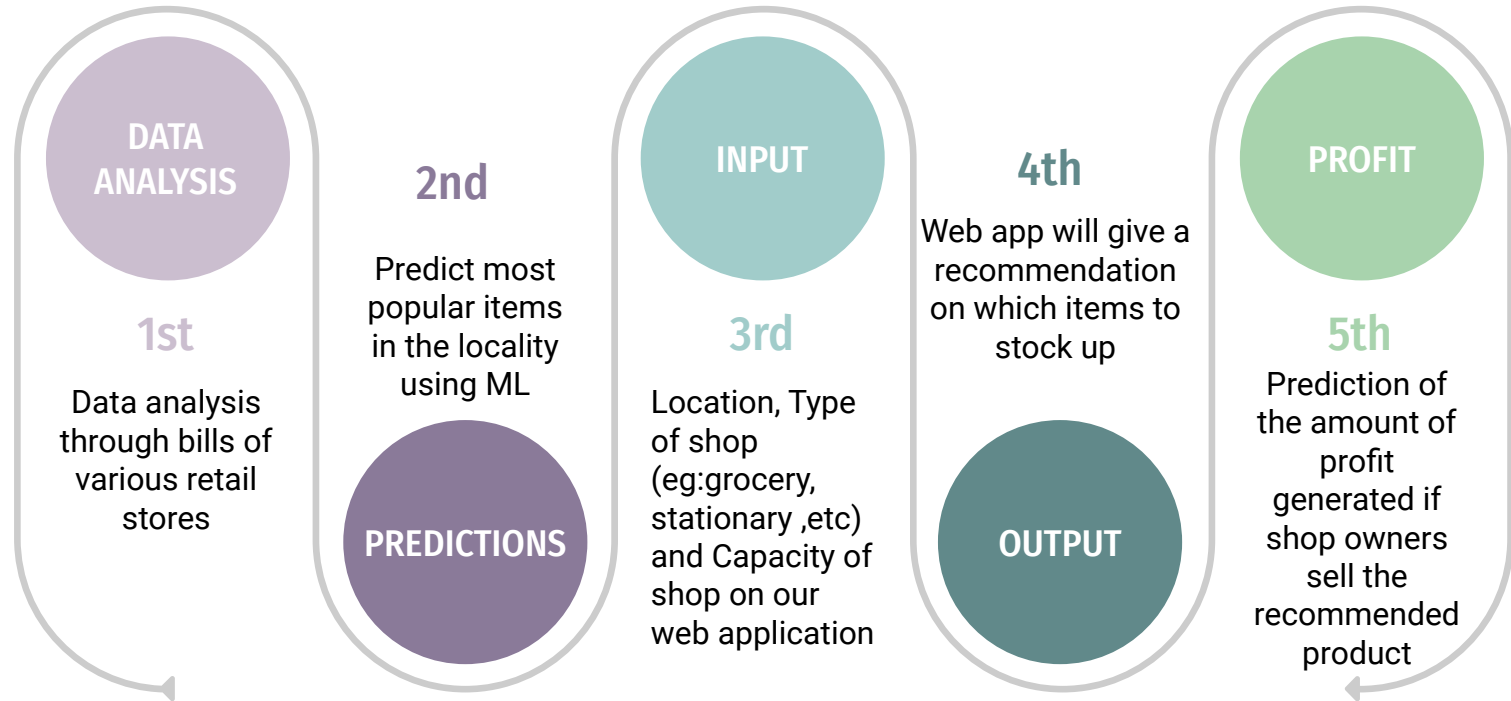 DATA
ANALYSIS
1st
Data analysis
through bills of
various retail
stores
2nd
Predict most
popular items
in the locality
using ML
PREDICTIONS
INPUT
3rd
Location, Type
of shop
(eg:grocery,
stationary ,etc)
and Capacity of
shop on our
web application
4th
Web app will give a
recommendation
on which items to
stock up
OUTPUT
PROFIT
5th
Prediction of
the amount of
profit
generated if
shop owners
sell the
recommended
product